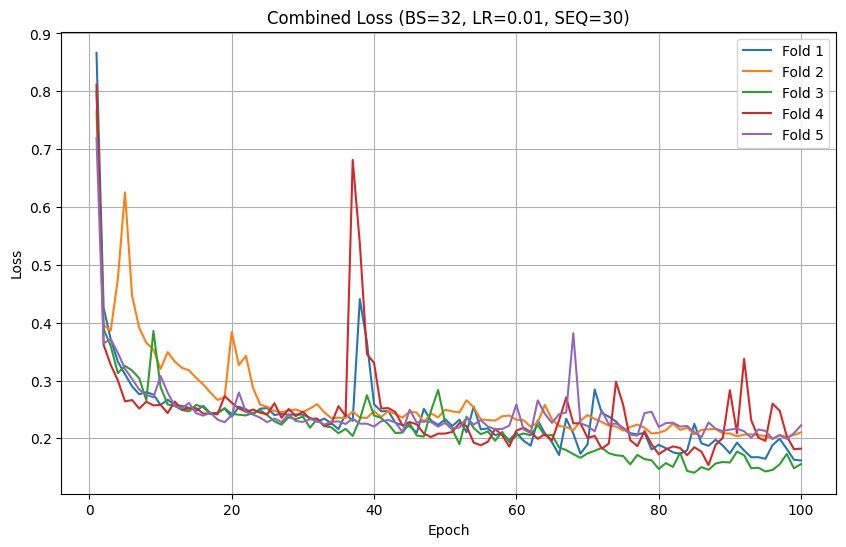 Combined Loss (BS=32, LR=0.01, SEQ=30)
Loss
0.9
0.8
0.7
0.6
0.5
0.4
0.3
0.2
Fold 1
Fold 2
Fold 3
Fold 4
Fold 5
0 20 40 60 80 100
Epoch